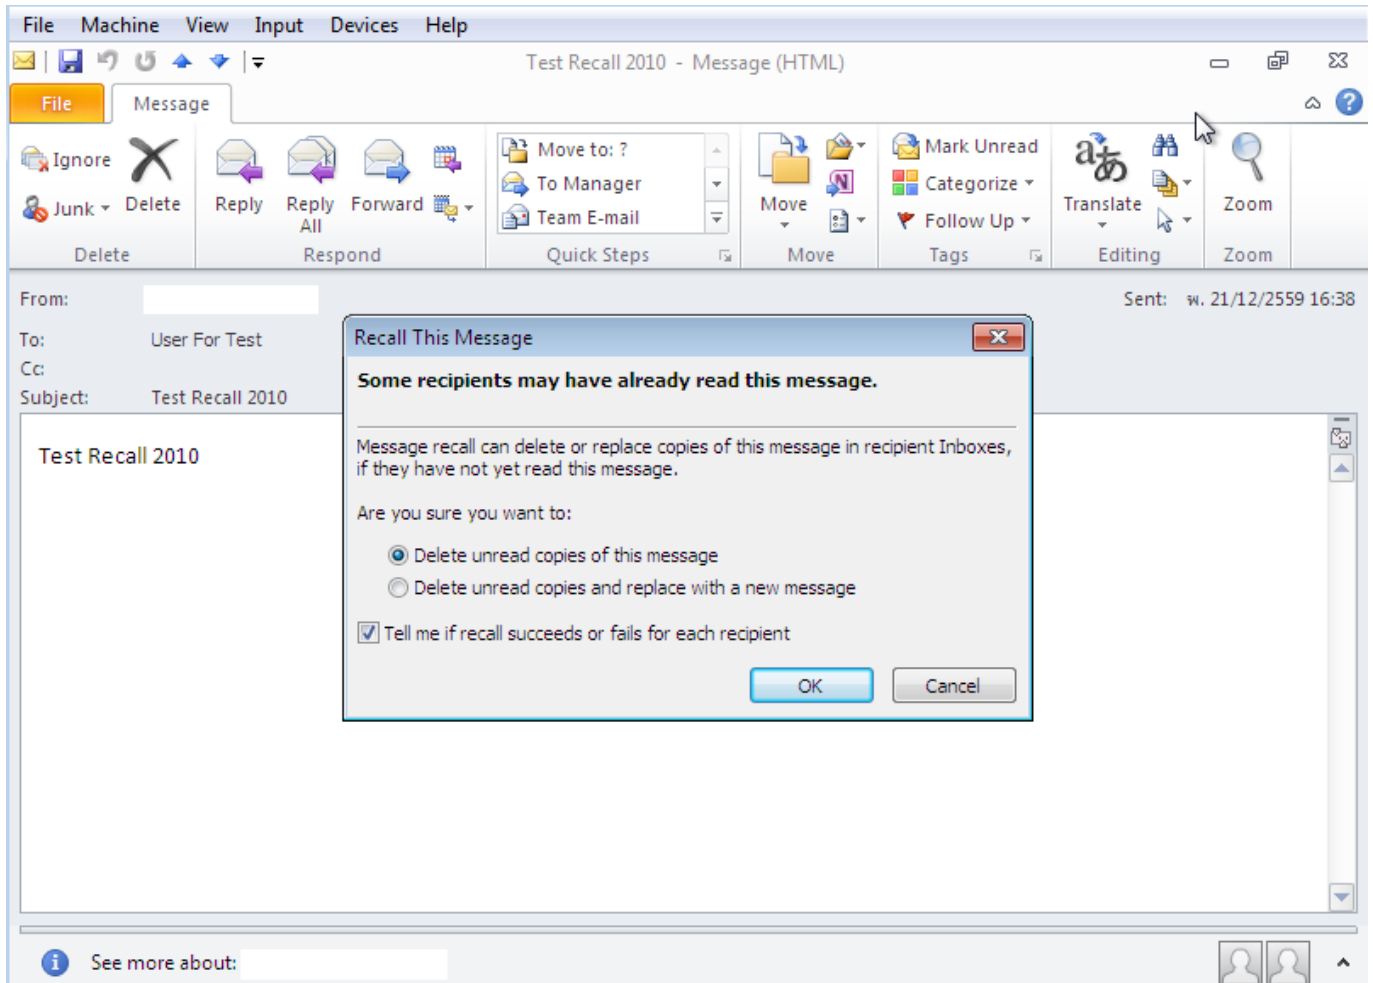 File Machine View Input Devices Help
Test Recall 2010 - Message (HTML)
File Message
Ignore
Junk
Delete
Reply
Reply All
Forward
Move to: ?
To Manager
Team E-mail
Move
Mark Unread
Categorize
Follow Up
Translate
Zoom
Delete Respond Quick Steps Move Tags Editing Zoom
From:
Sent: พ. 21/12/2559 16:38
To: User For Test
Cc:
Subject: Test Recall 2010
Test Recall 2010
Recall This Message
Some recipients may have already read this message.
Message recall can delete or replace copies of this message in recipient Inboxes,
if they have not yet read this message.
Are you sure you want to:
Delete unread copies of this message
Delete unread copies and replace with a new message
Tell me if recall succeeds or fails for each recipient
OK Cancel
See more about: